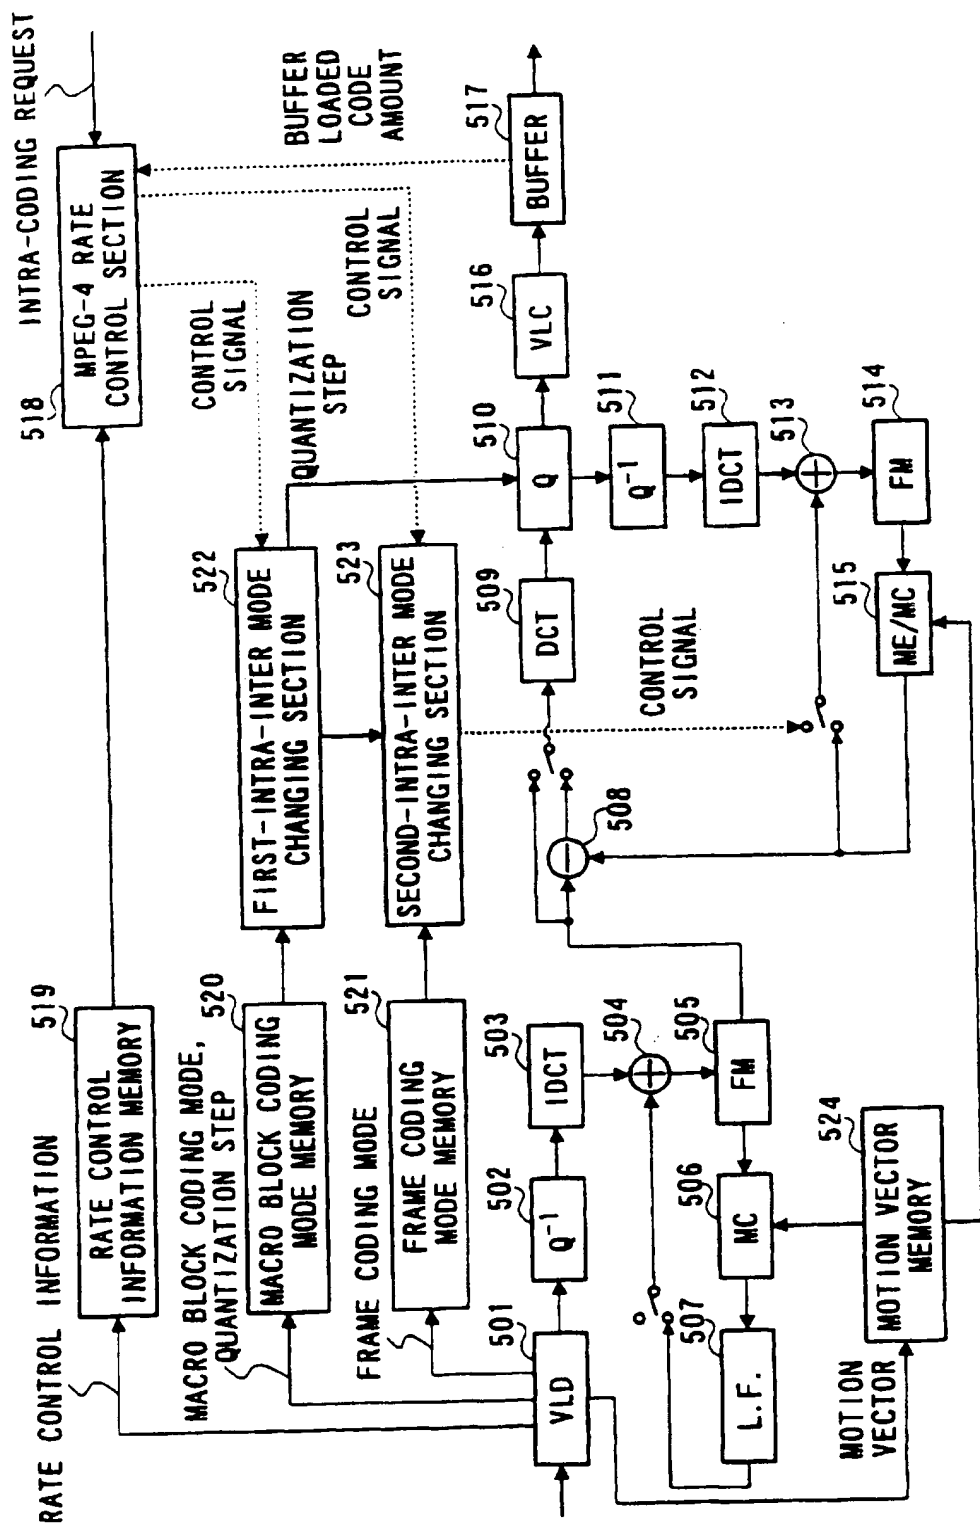 RATE CONTROL INFORMATION
519
RATE CONTROL
INFORMATION MEMORY
518
MPEG-4 RATE
CONTROL SECTION
INTRA-CODING REQUEST
MACRO BLOCK CODING MODE,
QUANTIZATION STEP
520
MACRO BLOCK CODING
MODE MEMORY
522
FIRST-INTRA-INTER MODE
CHANGING SECTION
CONTROL
SIGNAL
QUANTIZATION
STEP
CONTROL
SIGNAL
BUFFER
LOADED
CODE
AMOUNT
FRAME CODING MODE
521
FRAME CODING
MODE MEMORY
523
SECOND-INTRA-INTER MODE
CHANGING SECTION
501
VLD
502
Q-1
503
IDCT
504
505
FM
506
MC
507
L.F.
508
CONTROL
SIGNAL
509
DCT
510
Q
516
VLC
517
BUFFER
511
Q-1
512
IDCT
513
514
FM
515
ME/MC
MOTION
VECTOR
524
MOTION VECTOR
MEMORY